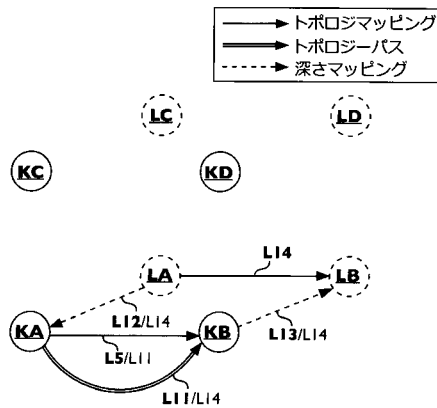 トポロジマッピング
トポロジーパス
深さマッピング
LC
LD
KC
KD
L14
LA
LB
L12/L14
L13/L14
KA
KB
L5/L11
L11/L14